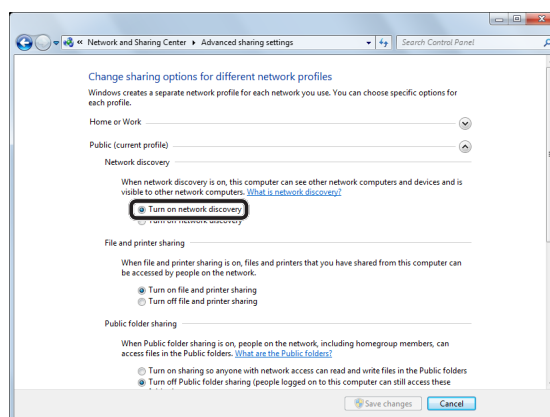 « Network and Sharing Center ▸ Advanced sharing settings
Search Control Panel
Change sharing options for different network profiles
Windows creates a separate network profile for each network you use. You can choose specific options for
each profile.
Home or Work
Public (current profile)
Network discovery
When network discovery is on, this computer can see other network computers and devices and is
visible to other network computers. What is network discovery?
Turn on network discovery
network discovery
File and printer sharing
When file and printer sharing is on, files and printers that you have shared from this computer can
be accessed by people on the network.
Turn on file and printer sharing
Turn off file and printer sharing
Public folder sharing
When Public folder sharing is on, people on the network, including homegroup members, can
access files in the Public folders. What are the Public folders?
Turn on sharing so anyone with network access can read and write files in the Public folders
Turn off Public folder sharing (people logged on to this computer can still access these
Save changes
Cancel